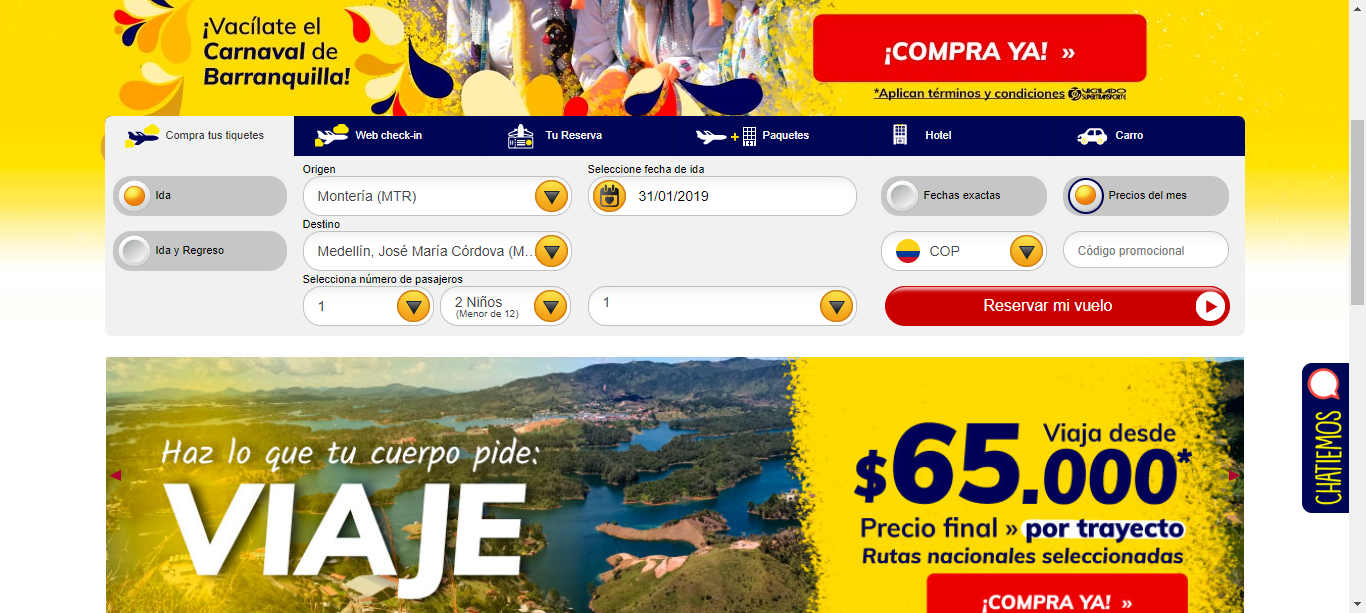 ¡Vacílate el
Carnaval de
Barranquilla!
¡COMPRA YA! »
*Aplican términos y condiciones VIGILADO
SUPERTRANSPORTE
Compra tus tiquetes
Web check-in
Tu Reserva
Paquetes
Hotel
Carro
Origen
Seleccione fecha de ida
Ida
Montería (MTR)
31/01/2019
Fechas exactas
Precios del mes
Destino
Ida y Regreso
Medellín, José María Córdova (M...
COP
Código promocional
Selecciona número de pasajeros
1
2 Niños
(Menor de 12)
1
Reservar mi vuelo
Haz lo que tu cuerpo pide:
VIAJE
Viaja desde
$65.000*
Precio final » por trayecto
Rutas nacionales seleccionadas
¡COMPRA YA! »
CHATIEMOS